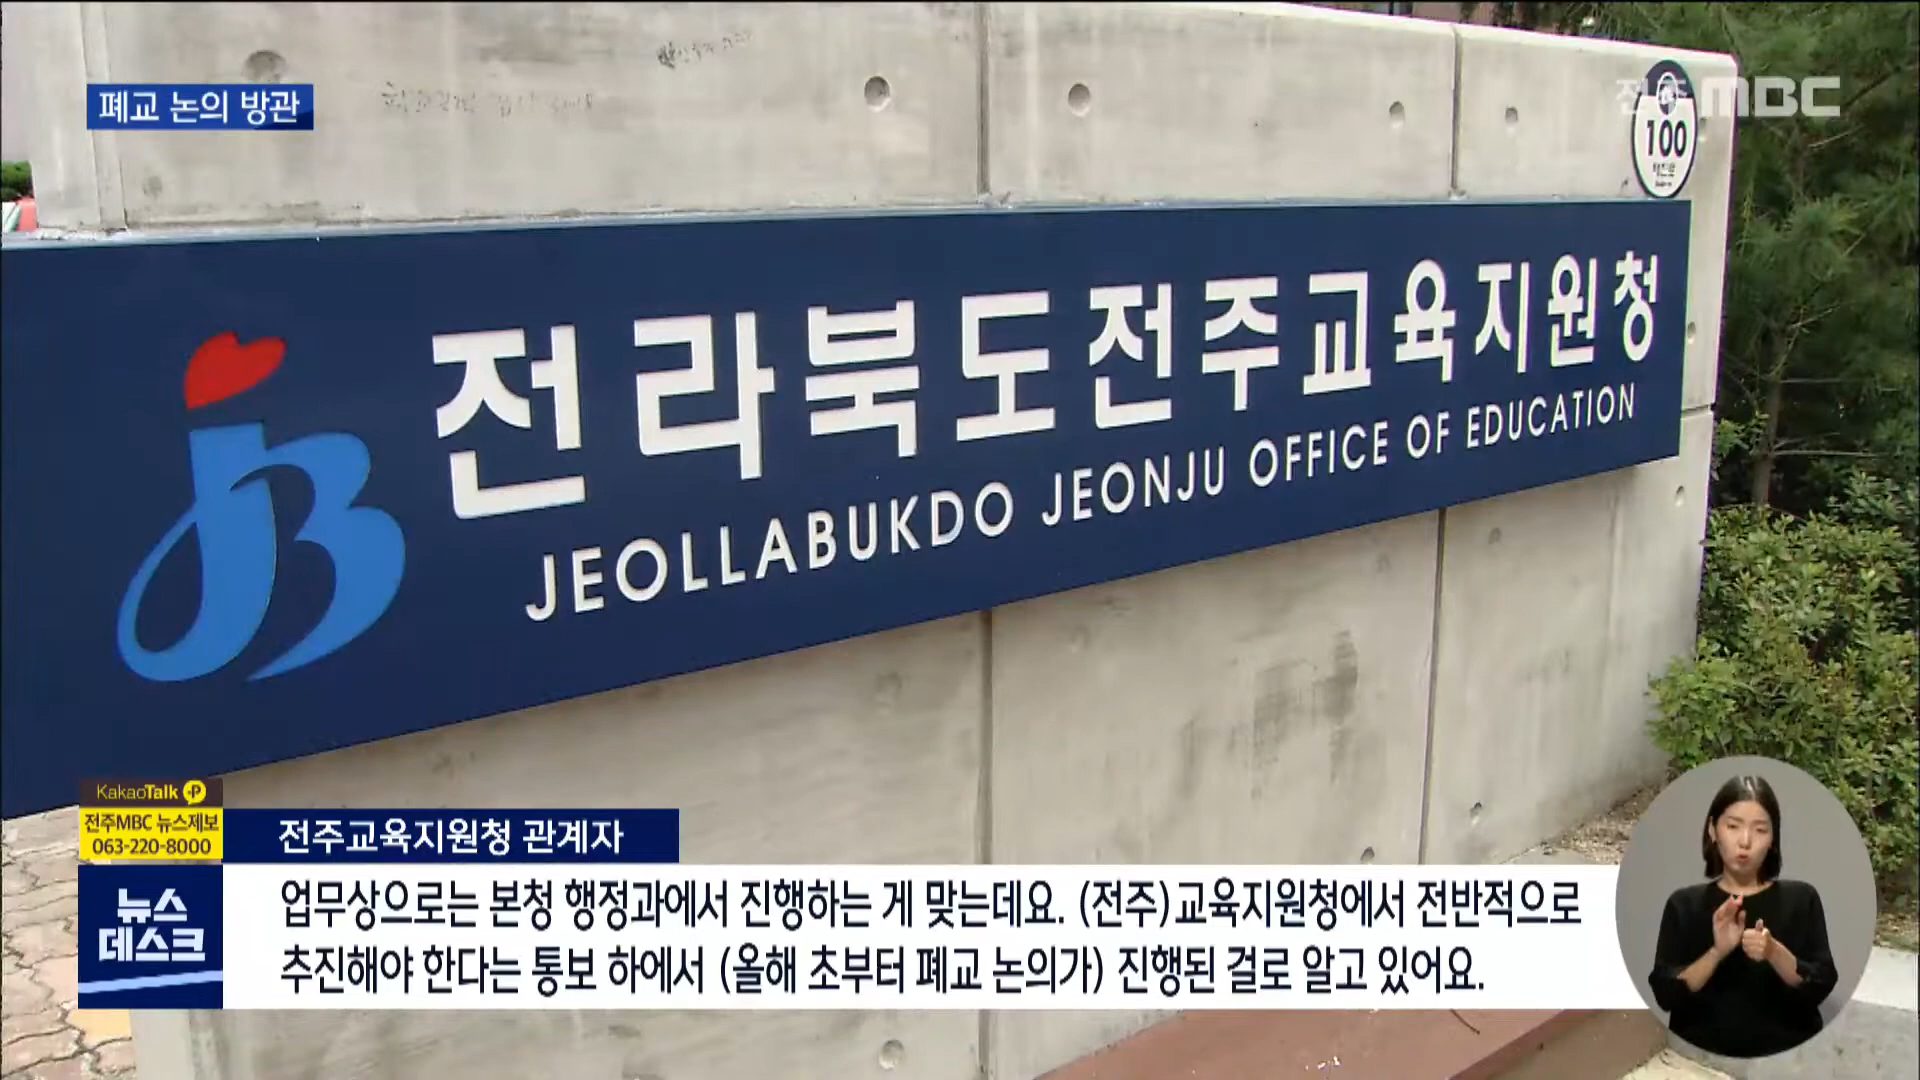 폐교 논의 방관
전주 MBC
100
전라북도전주교육지원청
JEOLLABUKDO JEONJU OFFICE OF EDUCATION
KakaoTalk
전주MBC 뉴스제보
063-220-8000
전주교육지원청 관계자
뉴스
데스크
업무상으로는 본청 행정과에서 진행하는 게 맞는데요. (전주)교육지원청에서 전반적으로
추진해야 한다는 통보 하에서 (올해 초부터 폐교 논의가) 진행된 걸로 알고 있어요.